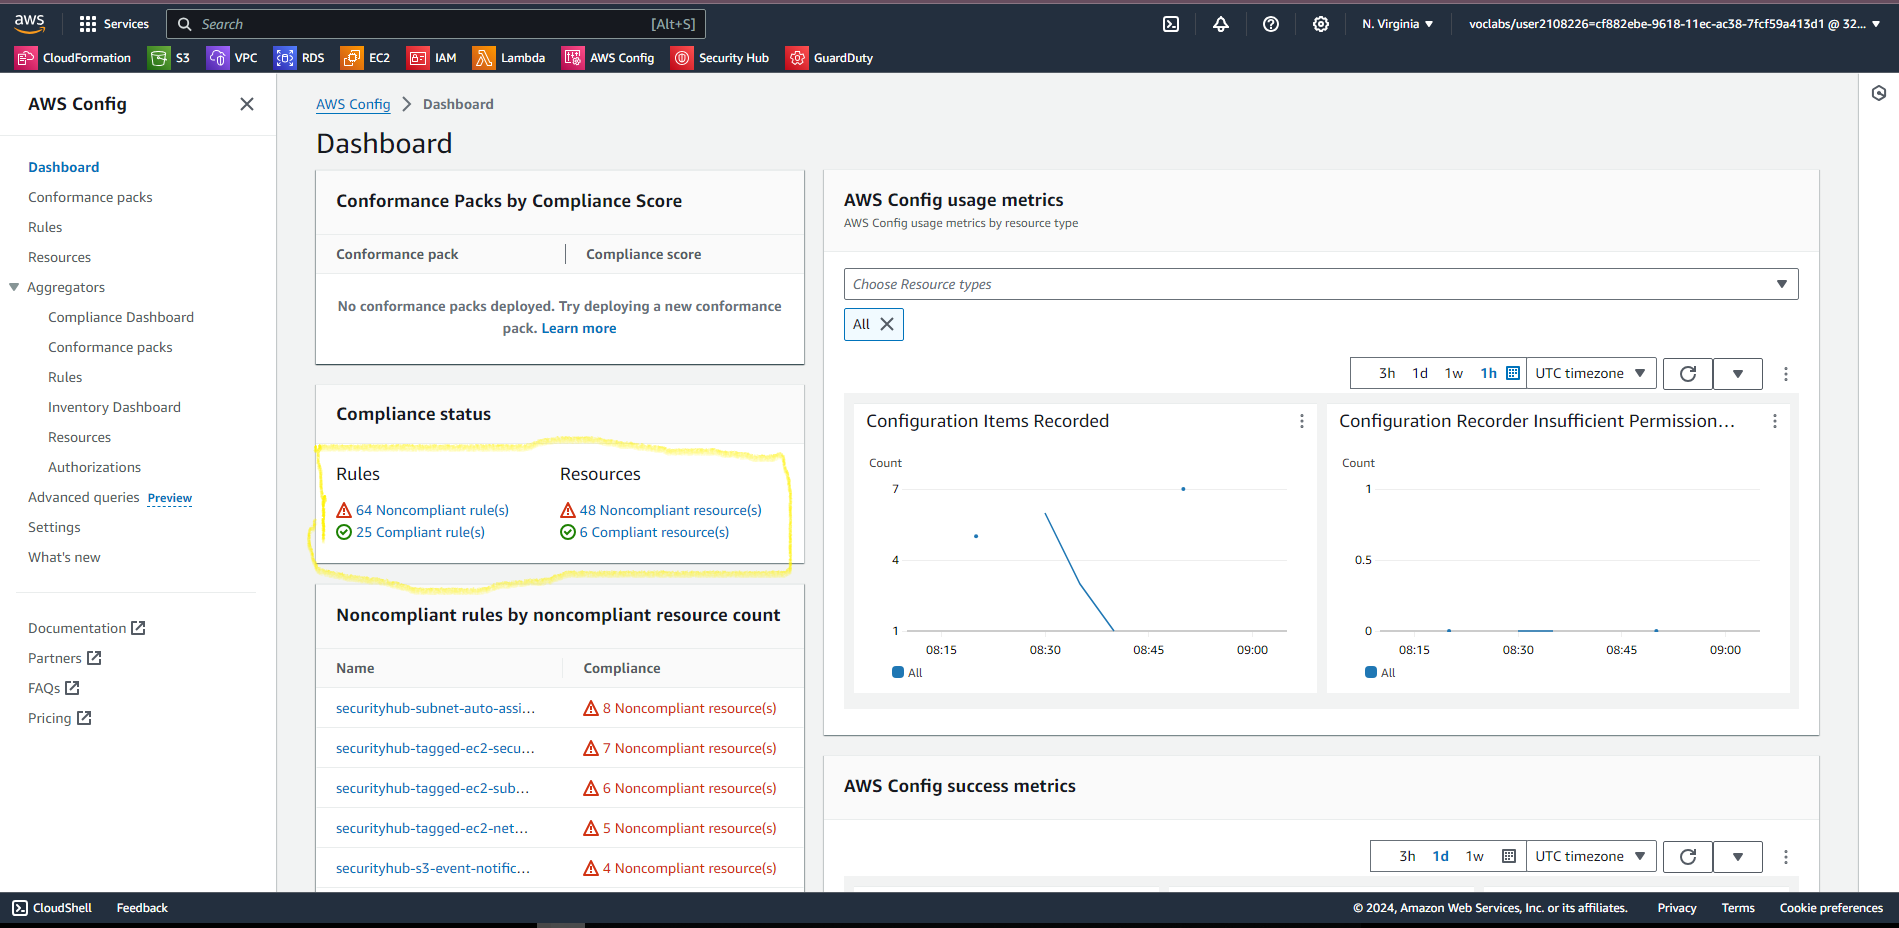 aws
Services
Search [Alt+S]
N. Virginia
voclabs/user2108226=cf882ebe-9618-11ec-ac38-7fcf59a413d1 @ 32...
CloudFormation S3 VPC RDS EC2 IAM Lambda AWS Config Security Hub GuardDuty
AWS Config
Dashboard
Conformance packs
Rules
Resources
Aggregators
Compliance Dashboard
Conformance packs
Rules
Inventory Dashboard
Resources
Authorizations
Advanced queries Preview
Settings
What's new
Documentation
Partners
FAQs
Pricing
AWS Config > Dashboard
Dashboard
Conformance Packs by Compliance Score
Conformance pack Compliance score
No conformance packs deployed. Try deploying a new conformance
pack. Learn more
Compliance status
Rules Resources
64 Noncompliant rule(s) 48 Noncompliant resource(s)
25 Compliant rule(s) 6 Compliant resource(s)
Noncompliant rules by noncompliant resource count
Name Compliance
securityhub-subnet-auto-assi... 8 Noncompliant resource(s)
securityhub-tagged-ec2-secu... 7 Noncompliant resource(s)
securityhub-tagged-ec2-sub... 6 Noncompliant resource(s)
securityhub-tagged-ec2-net... 5 Noncompliant resource(s)
securityhub-s3-event-notific... 4 Noncompliant resource(s)
AWS Config usage metrics
AWS Config usage metrics by resource type
Choose Resource types
All
3h 1d 1w 1h UTC timezone
Configuration Items Recorded
Count
7
4
1
08:15 08:30 08:45 09:00
All
Configuration Recorder Insufficient Permission...
Count
1
0.5
0
08:15 08:30 08:45 09:00
All
AWS Config success metrics
3h 1d 1w UTC timezone
CloudShell Feedback
© 2024, Amazon Web Services, Inc. or its affiliates. Privacy Terms Cookie preferences